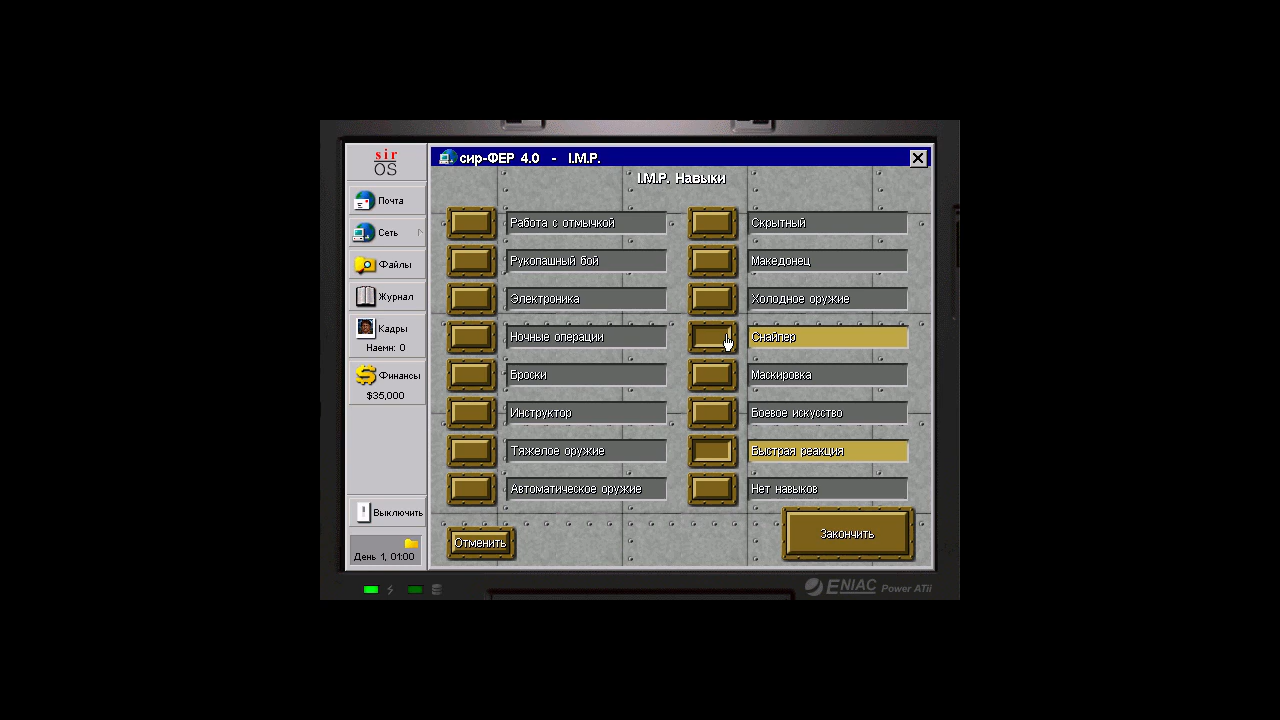 sir
OS
сир-ФЕР 4.0 - I.M.P.
I.M.P. Навыки
Почта
Сеть
Файлы
Журнал
Кадры
Наемн: 0
Финансы
$35,000
Выключить
День 1, 01:00
Работа с отмычкой
Скрытный
Рукопашный бой
Македонец
Электроника
Холодное оружие
Ночные операции
Снайпер
Броски
Маскировка
Инструктор
Боевое искусство
Тяжелое оружие
Быстрая реакция
Автоматическое оружие
Нет навыков
Отменить
Закончить
ENIAC Power ATii